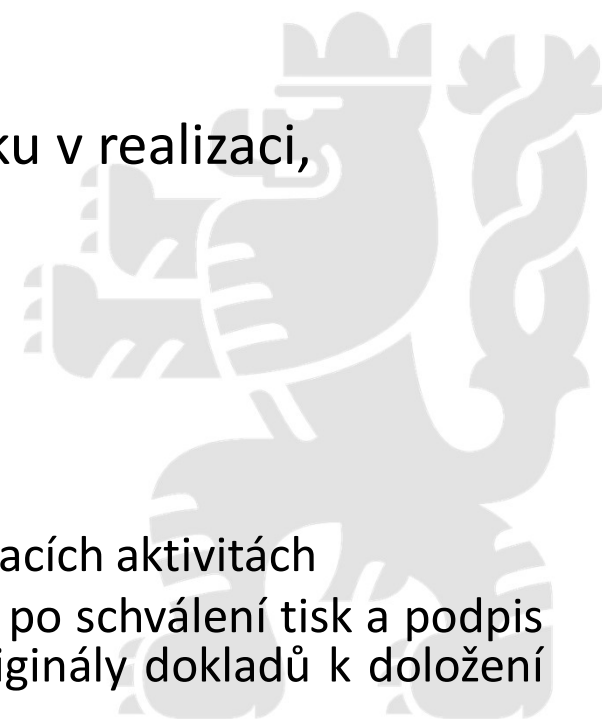 ku v realizaci,
acích aktivitách
po schválení tisk a podpis
iginály dokladů k doložení